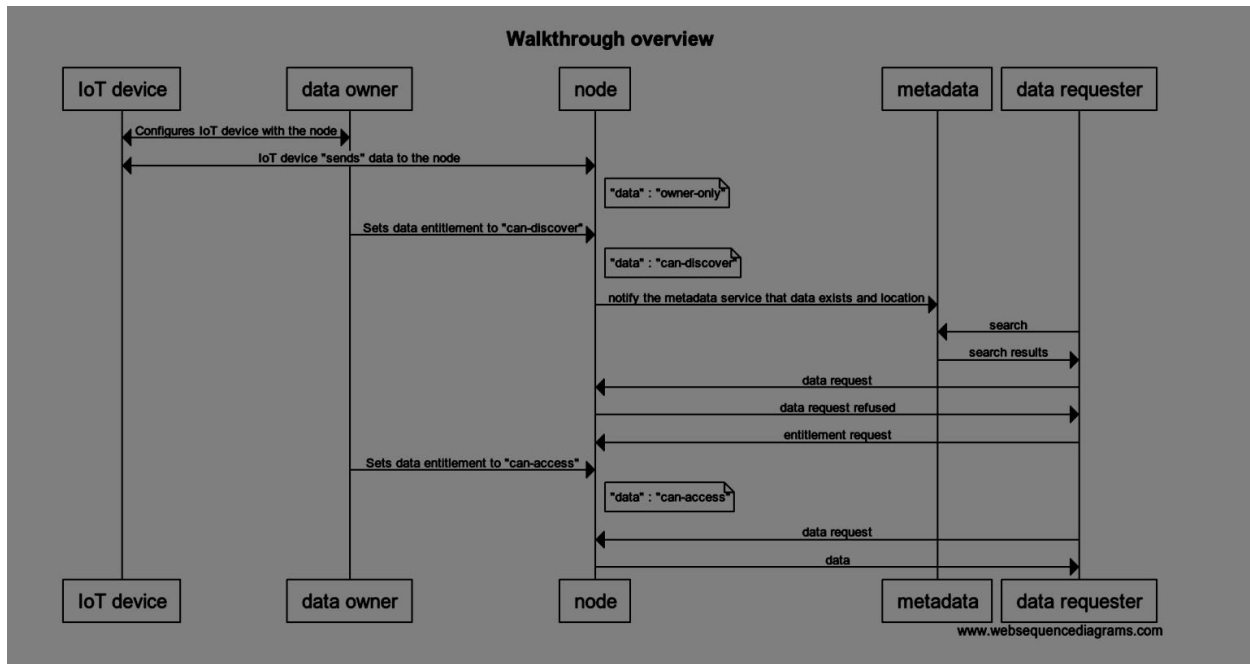 Walkthrough overview
IoT device
data owner
node
metadata
data requester
Configures IoT device with the node
IoT device "sends" data to the node
"data" : "owner-only"
Sets data entitlement to "can-discover"
"data" : "can-discover"
notify the metadata service that data exists and location
search
search results
data request
data request refused
entitlement request
Sets data entitlement to "can-access"
"data" : "can-access"
data request
data
IoT device
data owner
node
metadata
data requester
www.websequencediagrams.com